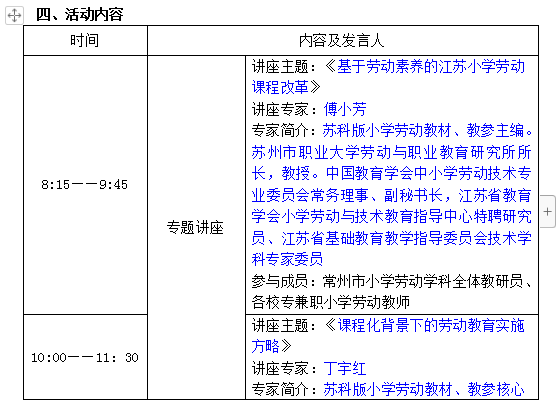 四、活动内容
时间
内容及发言人
8:15——9:45
专题讲座
讲座主题：《基于劳动素养的江苏小学劳动
课程改革》
讲座专家：傅小芳
专家简介：苏科版小学劳动教材、教参主编。
苏州市职业大学劳动与职业教育研究所所
长，教授。中国教育学会中小学劳动技术专
业委员会常务理事、副秘书长，江苏省教育
学会小学劳动与技术教育指导中心特聘研究
员、江苏省基础教育教学指导委员会技术学
科专家委员
参与成员：常州市小学劳动学科全体教研员、
各校专兼职小学劳动教师
10:00——11：30
讲座主题：《课程化背景下的劳动教育实施
方略》
讲座专家：丁宇红
专家简介：苏科版小学劳动教材、教参核心